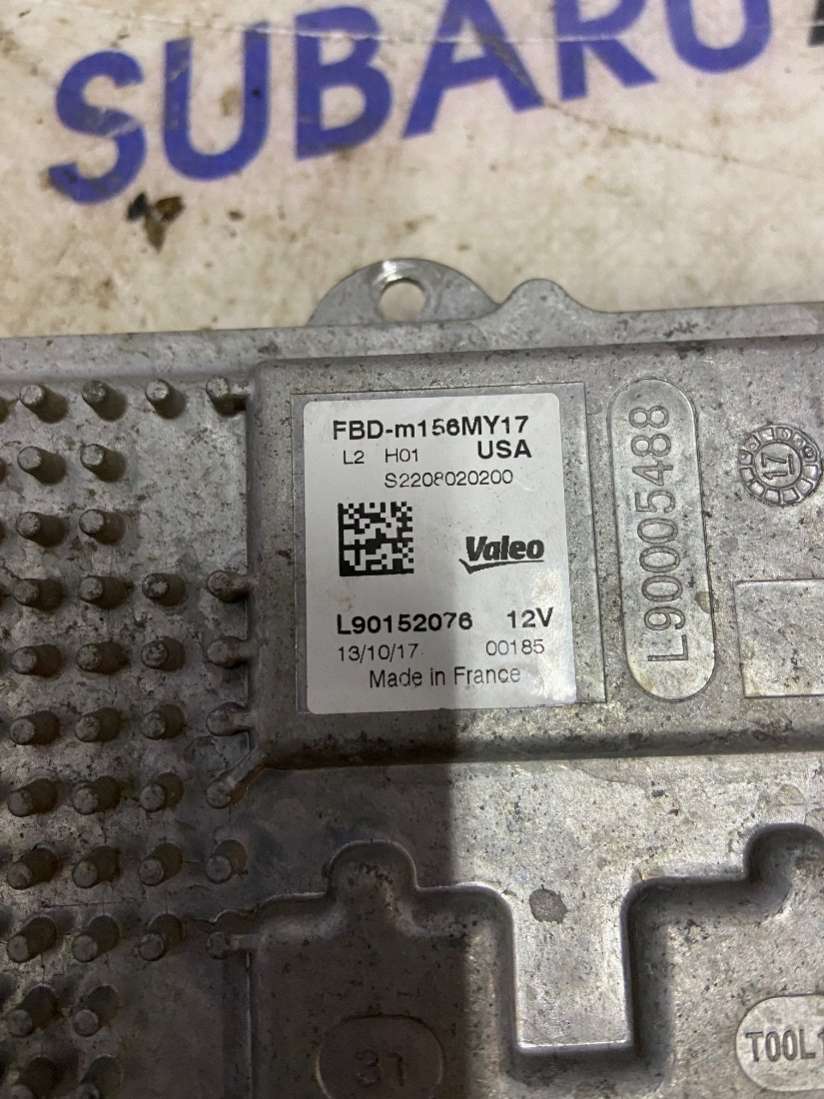 SUBARU
FBD-m156MY17
L2 H01 USA
S2208020200
Valeo
L90152076 12V
13/10/17 00185
Made in France
L90005488
17
31
TOOL1